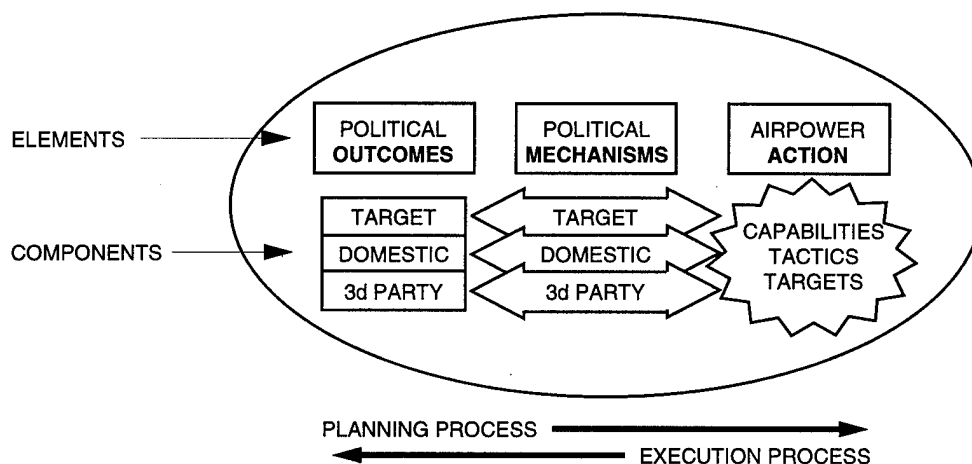 ELEMENTS
POLITICAL
OUTCOMES
POLITICAL
MECHANISMS
AIRPOWER
ACTION
COMPONENTS
TARGET
DOMESTIC
3d PARTY
TARGET
DOMESTIC
3d PARTY
CAPABILITIES
TACTICS
TARGETS
PLANNING PROCESS
EXECUTION PROCESS